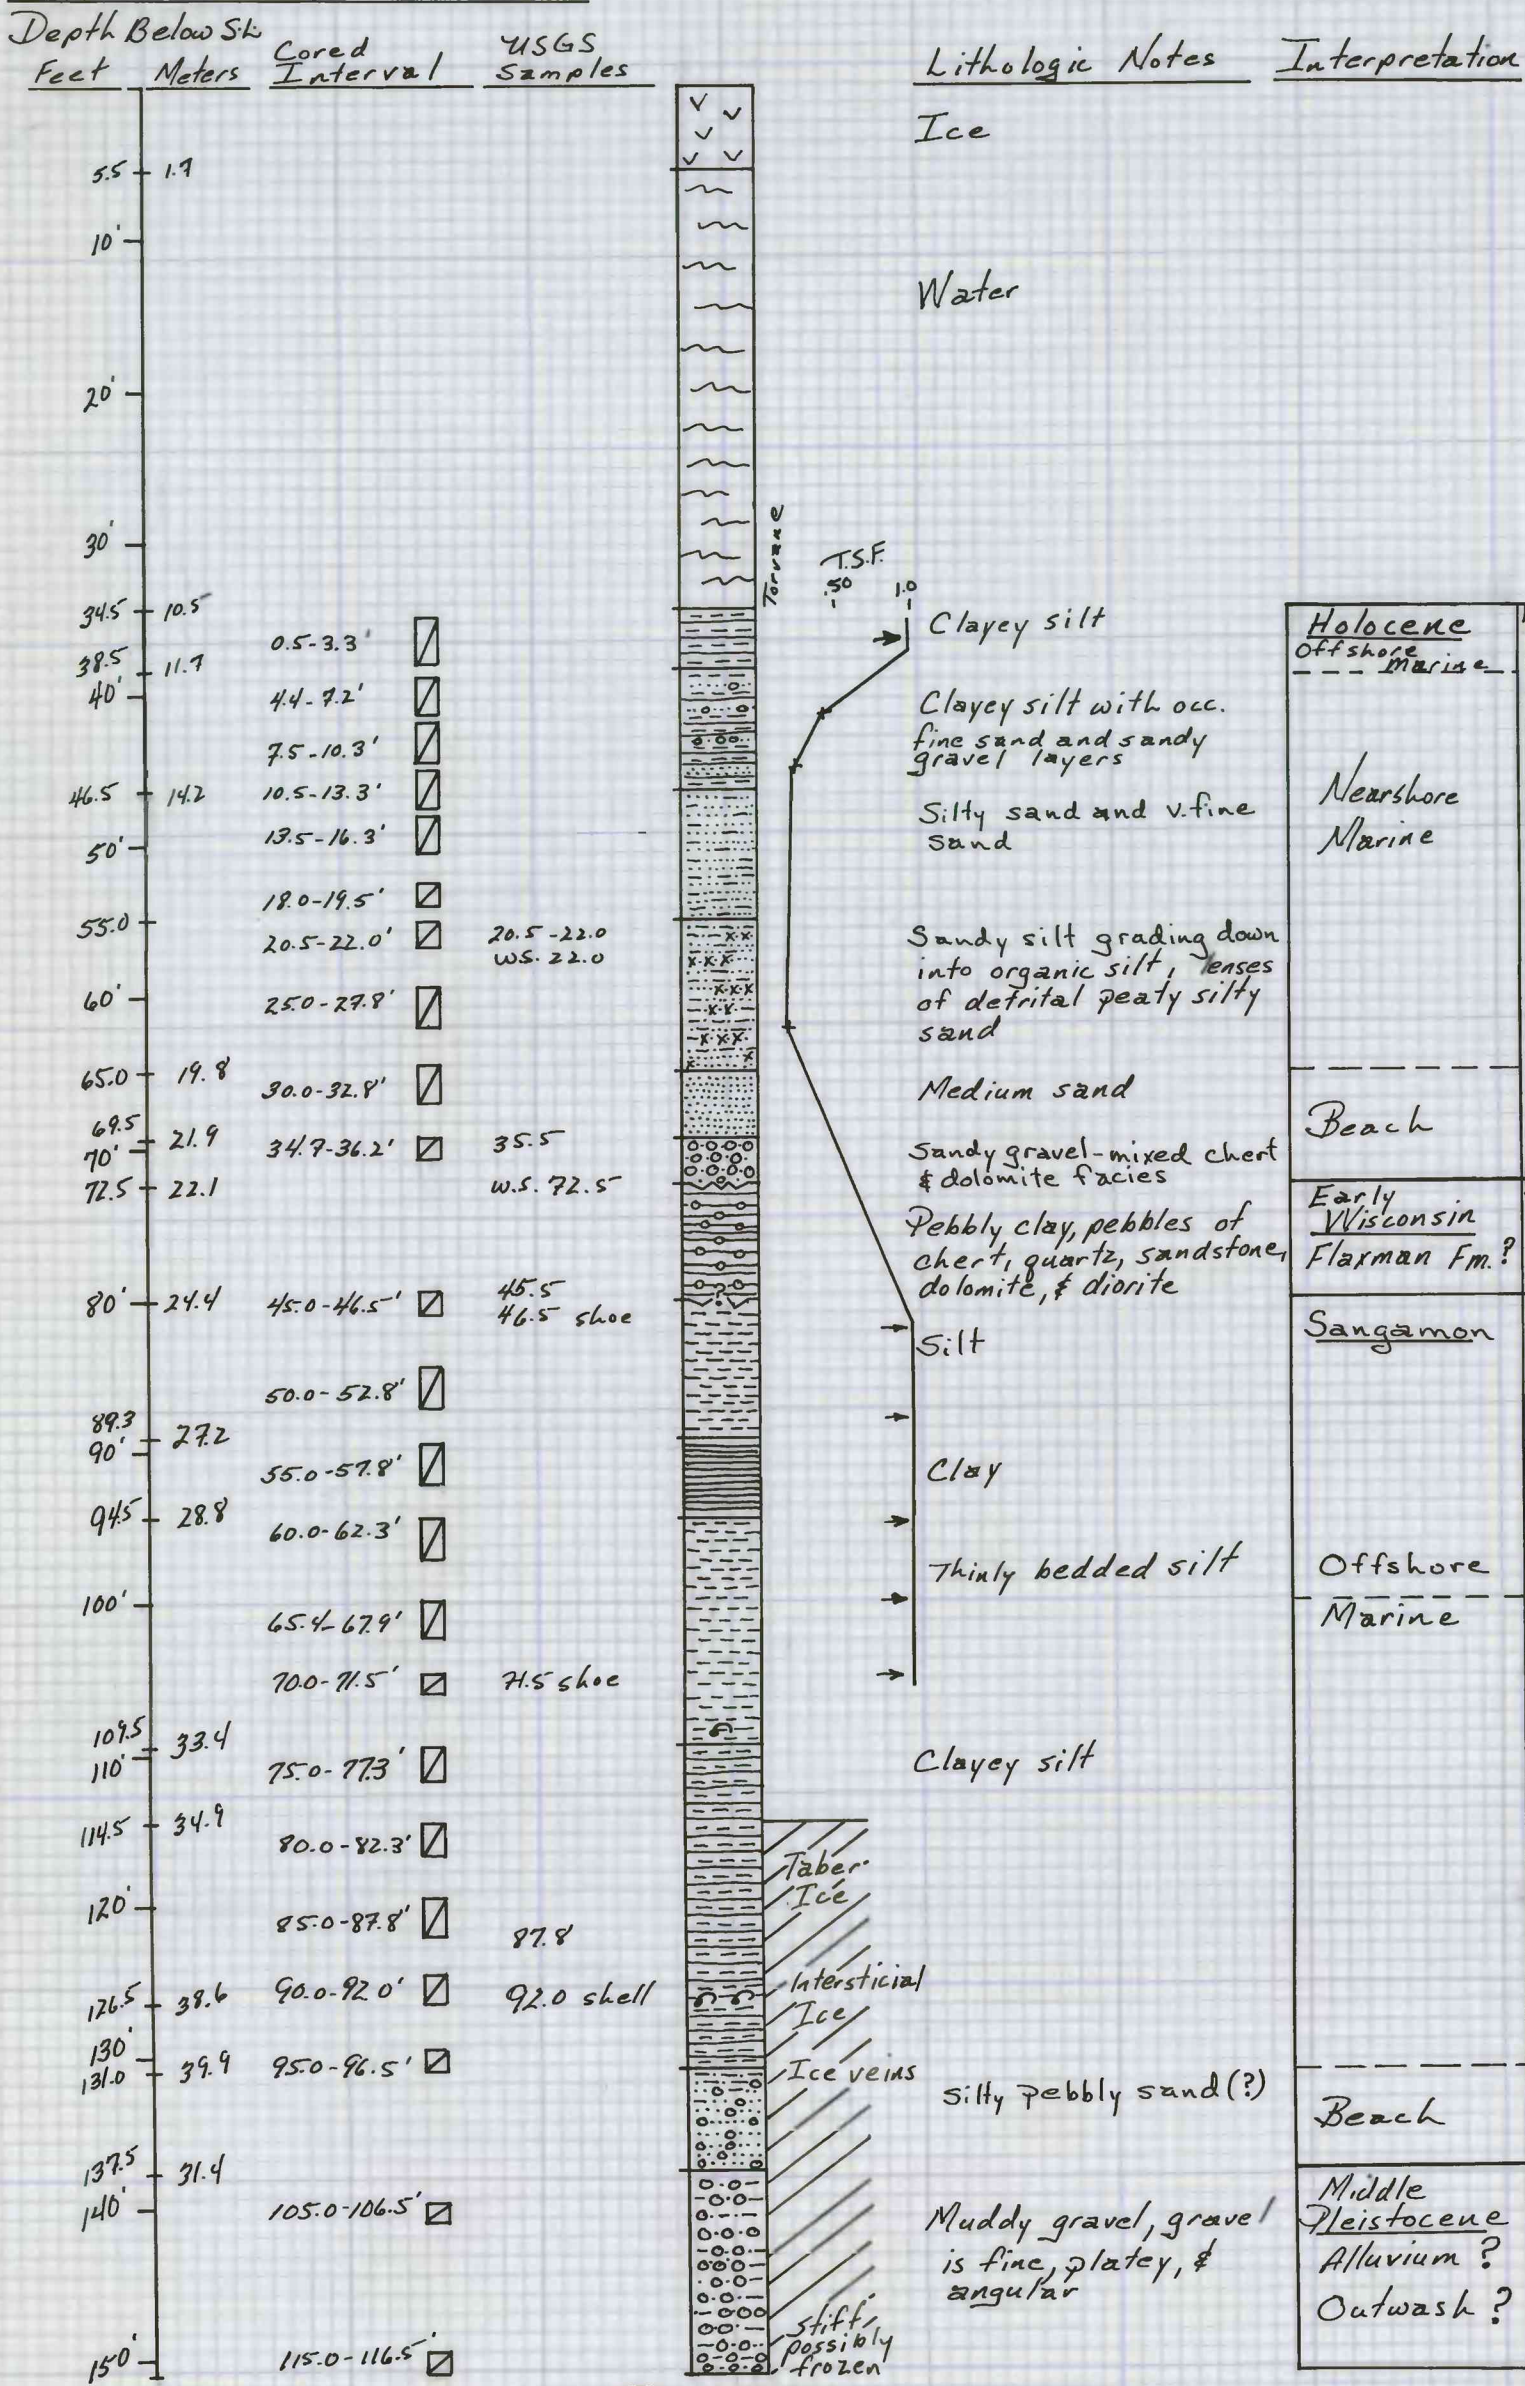 Depth Below S.L.
Feet Meters Cored Interval USGS Samples Lithologic Notes Interpretation
Ice
5.5 1.7
10'
Water
20'
30'
Torvane
T.S.F.
.50 1.0
34.5 10.5
Clayey silt
Holocene
Offshore
Marine
0.5-3.3'
38.5 11.7
40'
4.4-7.2'
Clayey silt with occ.
fine sand and sandy
gravel layers
7.5-10.3'
46.5 14.2 10.5-13.3'
Nearshore
Marine
Silty sand and v.fine
sand
13.5-16.3'
50'
18.0-19.5'
55.0
20.5-22.0' 20.5-22.0
W.S. 22.0
Sandy silt grading down
into organic silt, lenses
of detrital peaty silty
sand
60' 25.0-27.8'
65.0 19.8
30.0-32.8'
Medium sand
Beach
69.5 21.9
70' 34.7-36.2' 35.5
Sandy gravel-mixed chert
& dolomite facies
72.5 22.1 W.S. 72.5
Early
Wisconsin
Flaxman Fm.?
Pebbly clay, pebbles of
chert, quartz, sandstone,
dolomite, & diorite
80' 24.4 45.0-46.5' 45.5
46.5 shoe
Silt
Sangamon
50.0-52.8'
89.3 27.2
90'
55.0-57.8'
Clay
94.5 28.8
60.0-62.3'
Thinly bedded silt
Offshore
Marine
100'
65.4-67.9'
70.0-71.5' 71.5 shoe
109.5 33.4
110' 75.0-77.3'
Clayey silt
114.5 34.9
80.0-82.3'
Taber
Ice
120'
85.0-87.8' 87.8
126.5 38.6 90.0-92.0' 92.0 shell
Intersticial
Ice
130'
131.0 39.9 95.0-96.5'
Ice veins
Silty pebbly sand(?)
Beach
137.5 31.4
140' 105.0-106.5'
Muddy gravel, gravel
is fine, platey, &
angular
Middle
Pleistocene
Alluvium ?
Outwash ?
stiff,
possibly
frozen
150' 115.0-116.5'